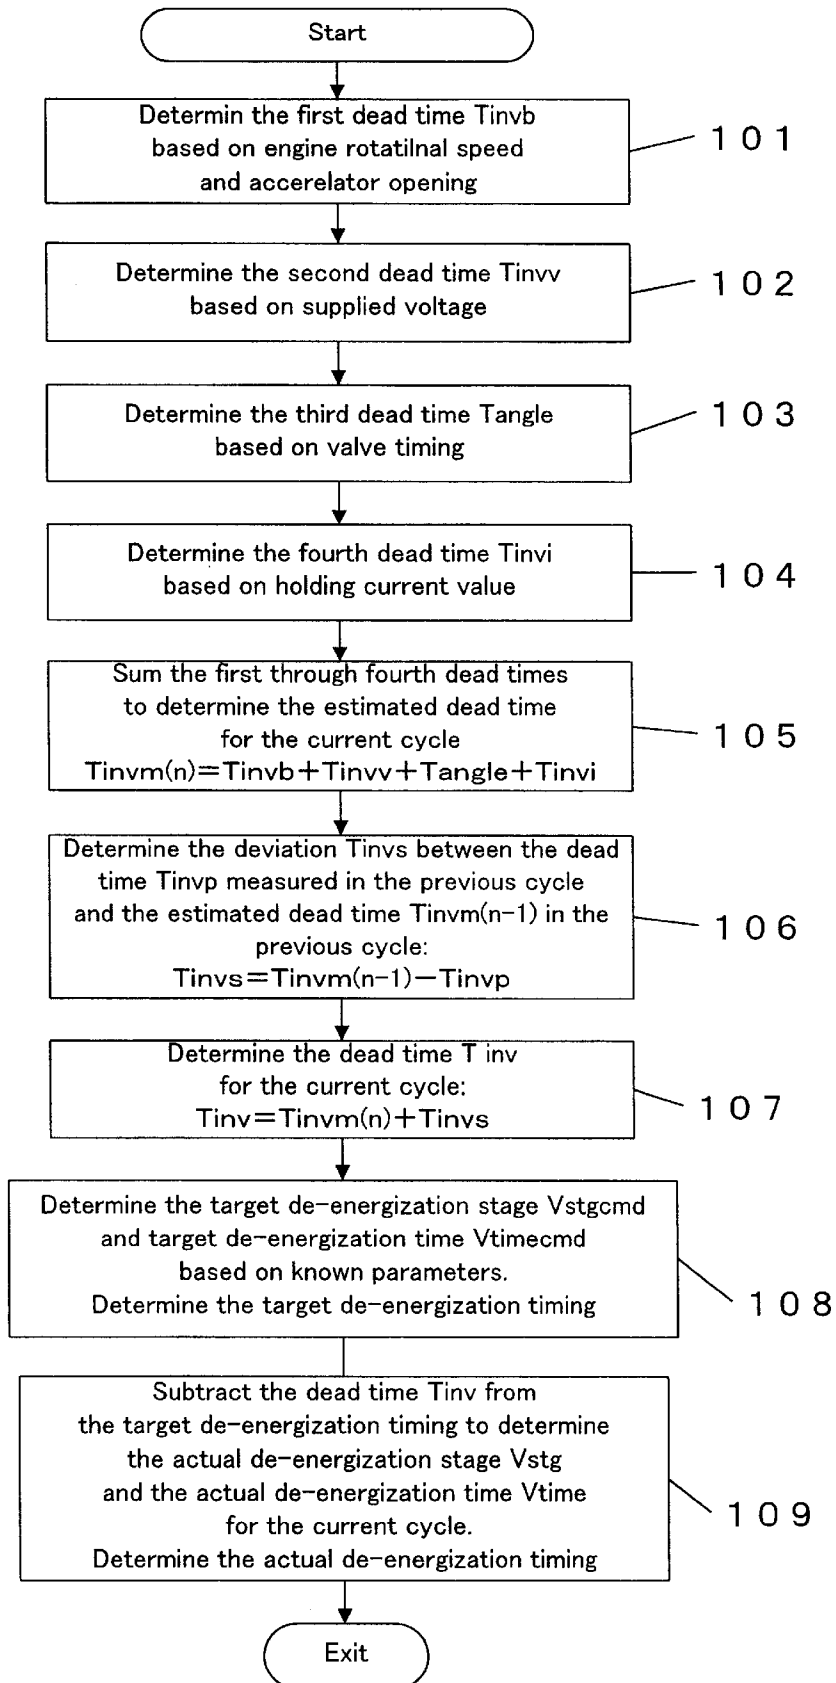 Start
Determin the first dead time Tinvb
based on engine rotatilnal speed
and accerelator opening
101
Determine the second dead time Tinvv
based on supplied voltage
102
Determine the third dead time Tangle
based on valve timing
103
Determine the fourth dead time Tinvi
based on holding current value
104
Sum the first through fourth dead times
to determine the estimated dead time
for the current cycle
Tinvm(n)=Tinvb+Tinvv+Tangle+Tinvi
105
Determine the deviation Tinvs between the dead
time Tinvp measured in the previous cycle
and the estimated dead time Tinvm(n-1) in the
previous cycle:
Tinvs=Tinvm(n-1)-Tinvp
106
Determine the dead time T inv
for the current cycle:
Tinv=Tinvm(n)+Tinvs
107
Determine the target de-energization stage Vstgcmd
and target de-energization time Vtimecmd
based on known parameters.
Determine the target de-energization timing
108
Subtract the dead time Tinv from
the target de-energization timing to determine
the actual de-energization stage Vstg
and the actual de-energization time Vtime
for the current cycle.
Determine the actual de-energization timing
109
Exit